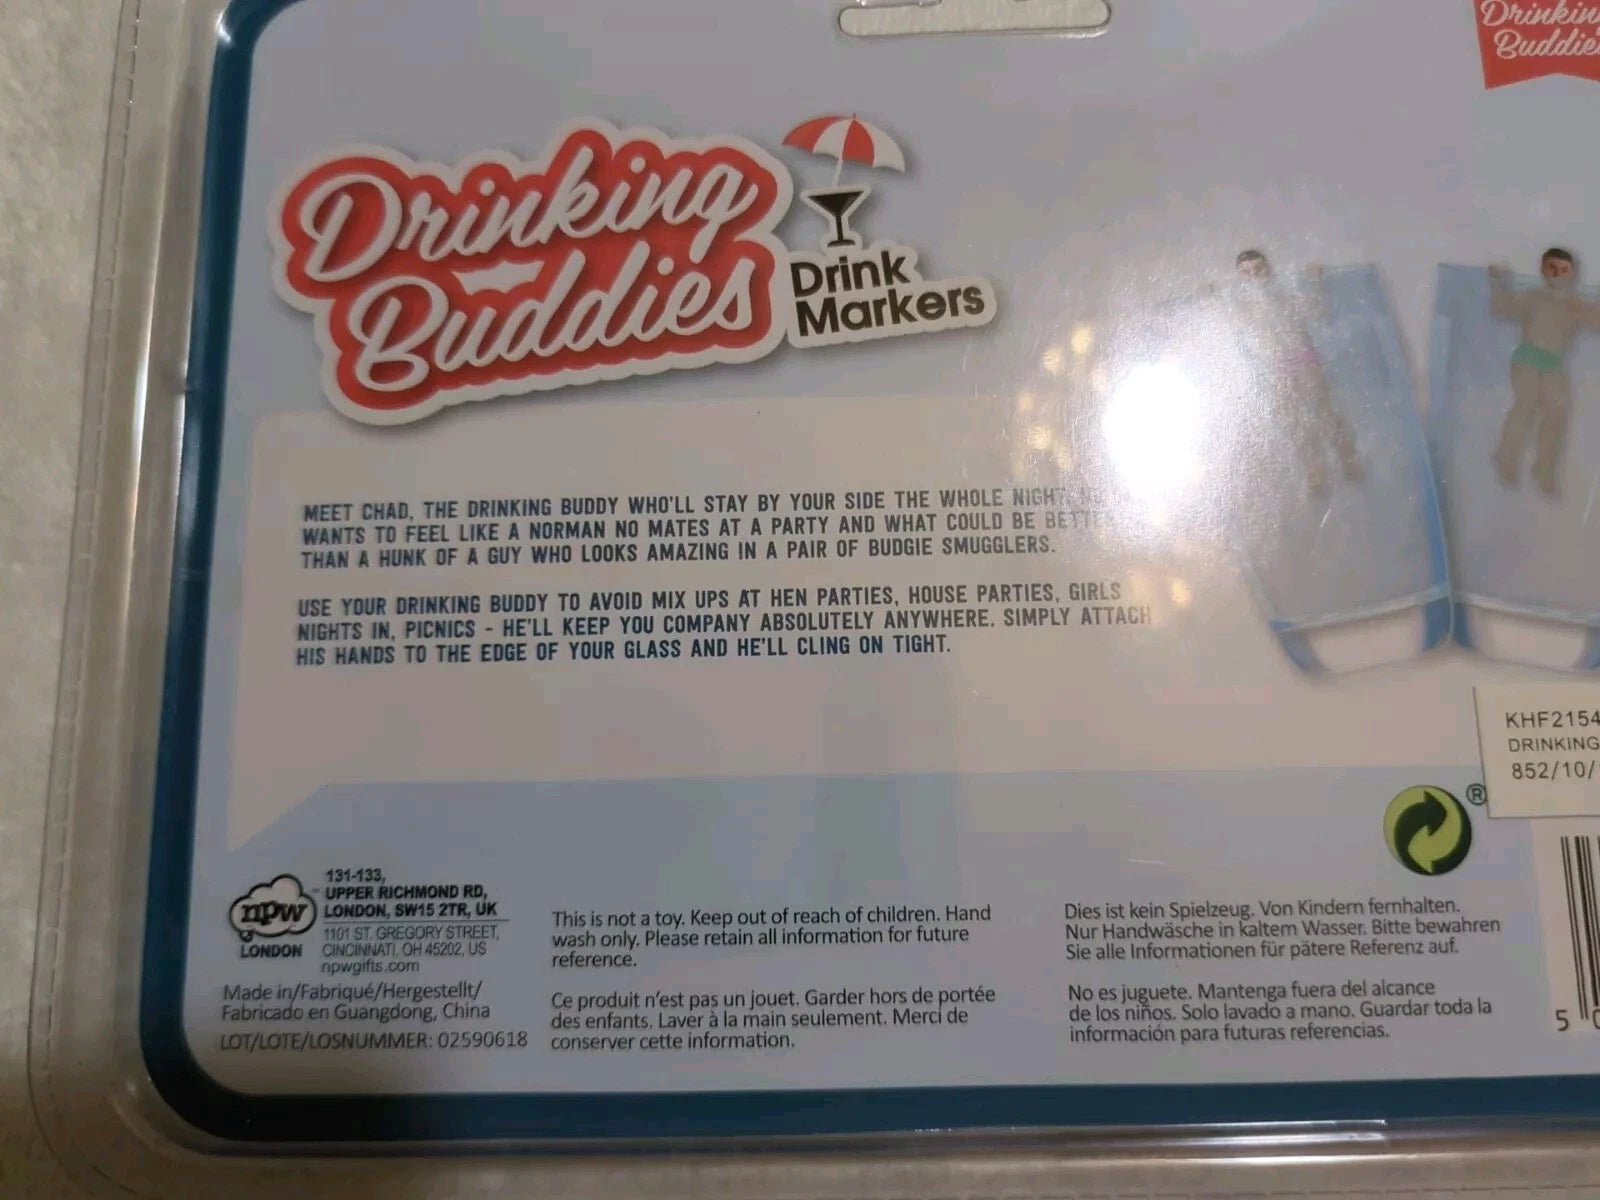 Drinkin
Buddie
Drinking
Buddies
Drink
Markers
MEET CHAD, THE DRINKING BUDDY WHO'LL STAY BY YOUR SIDE THE WHOLE NIGHT.
WANTS TO FEEL LIKE A NORMAN NO MATES AT A PARTY AND WHAT COULD BE BETTER
THAN A HUNK OF A GUY WHO LOOKS AMAZING IN A PAIR OF BUDGIE SMUGGLERS.
USE YOUR DRINKING BUDDY TO AVOID MIX UPS AT HEN PARTIES, HOUSE PARTIES, GIRLS
NIGHTS IN, PICNICS - HE'LL KEEP YOU COMPANY ABSOLUTELY ANYWHERE. SIMPLY ATTACH
HIS HANDS TO THE EDGE OF YOUR GLASS AND HE'LL CLING ON TIGHT.
KHF2154
DRINKING
852/10/
®
npw
LONDON
131-133,
UPPER RICHMOND RD,
LONDON, SW15 2TR, UK
1101 ST. GREGORY STREET,
CINCINNATI, OH 45202, US
npwgifts.com
Made in/Fabriqué/Hergestellt/
Fabricado en Guangdong, China
LOT/LOTE/LOSNUMMER: 02590618
This is not a toy. Keep out of reach of children. Hand
wash only. Please retain all information for future
reference.
Ce produit n'est pas un jouet. Garder hors de portée
des enfants. Laver à la main seulement. Merci de
conserver cette information.
Dies ist kein Spielzeug. Von Kindern fernhalten.
Nur Handwäsche in kaltem Wasser. Bitte bewahren
Sie alle Informationen für pätere Referenz auf.
No es juguete. Mantenga fuera del alcance
de los niños. Solo lavado a mano. Guardar toda la
información para futuras referencias.
5